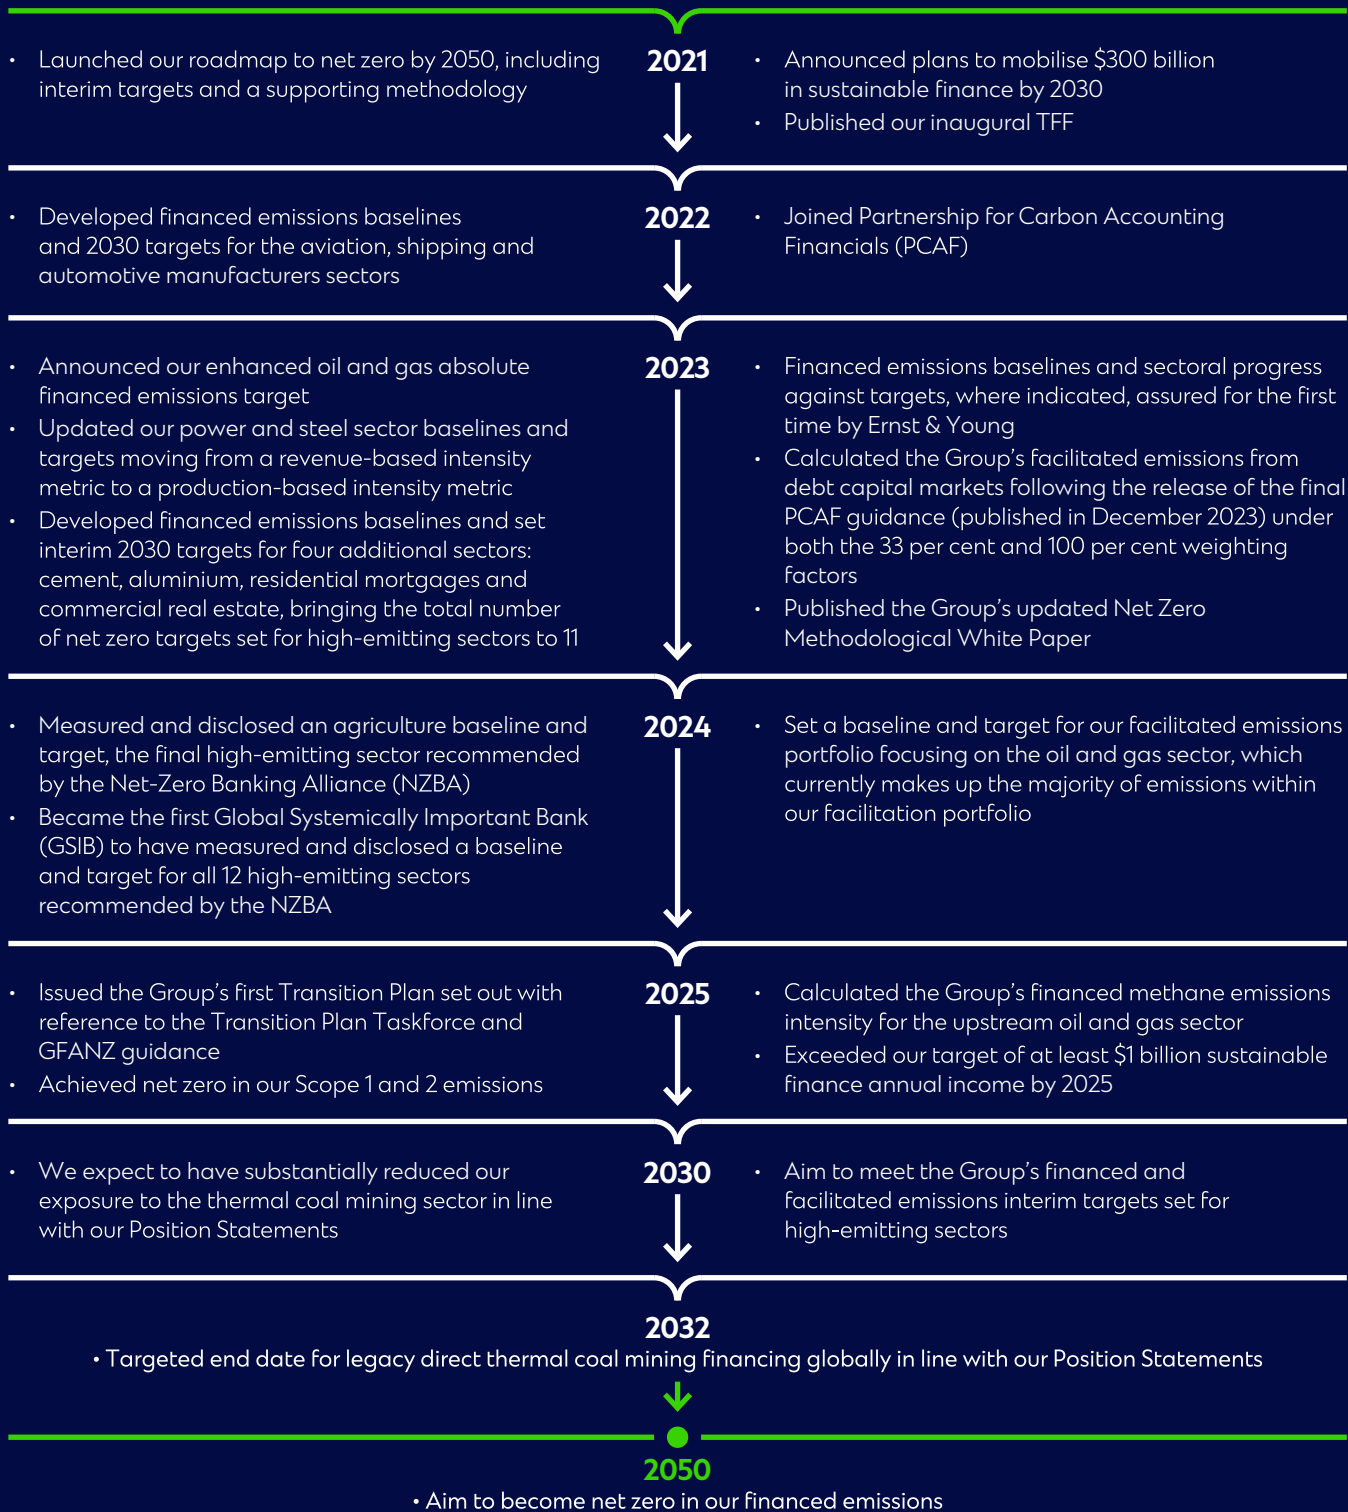 2021
• Launched our roadmap to net zero by 2050, including
interim targets and a supporting methodology
• Announced plans to mobilise $300 billion
in sustainable finance by 2030
• Published our inaugural TFF
2022
• Developed financed emissions baselines
and 2030 targets for the aviation, shipping and
automotive manufacturers sectors
• Joined Partnership for Carbon Accounting
Financials (PCAF)
2023
• Announced our enhanced oil and gas absolute
financed emissions target
• Updated our power and steel sector baselines and
targets moving from a revenue-based intensity
metric to a production-based intensity metric
• Developed financed emissions baselines and set
interim 2030 targets for four additional sectors:
cement, aluminium, residential mortgages and
commercial real estate, bringing the total number
of net zero targets set for high-emitting sectors to 11
• Financed emissions baselines and sectoral progress
against targets, where indicated, assured for the first
time by Ernst & Young
• Calculated the Group’s facilitated emissions from
debt capital markets following the release of the final
PCAF guidance (published in December 2023) under
both the 33 per cent and 100 per cent weighting
factors
• Published the Group’s updated Net Zero
Methodological White Paper
2024
• Measured and disclosed an agriculture baseline and
target, the final high-emitting sector recommended
by the Net-Zero Banking Alliance (NZBA)
• Became the first Global Systemically Important Bank
(GSIB) to have measured and disclosed a baseline
and target for all 12 high-emitting sectors
recommended by the NZBA
• Set a baseline and target for our facilitated emissions
portfolio focusing on the oil and gas sector, which
currently makes up the majority of emissions within
our facilitation portfolio
2025
• Issued the Group’s first Transition Plan set out with
reference to the Transition Plan Taskforce and
GFANZ guidance
• Achieved net zero in our Scope 1 and 2 emissions
• Calculated the Group’s financed methane emissions
intensity for the upstream oil and gas sector
• Exceeded our target of at least $1 billion sustainable
finance annual income by 2025
2030
• We expect to have substantially reduced our
exposure to the thermal coal mining sector in line
with our Position Statements
• Aim to meet the Group’s financed and
facilitated emissions interim targets set for
high-emitting sectors
2032
• Targeted end date for legacy direct thermal coal mining financing globally in line with our Position Statements
2050
• Aim to become net zero in our financed emissions